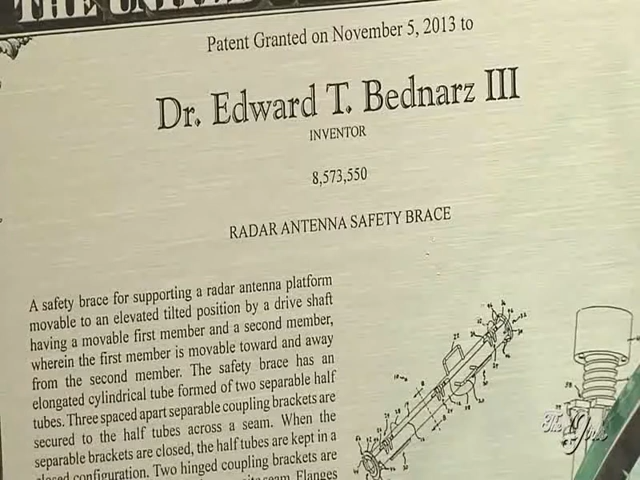 THE UNITED
Patent Granted on November 5, 2013 to
Dr. Edward T. Bednarz III
INVENTOR
8,573,550
RADAR ANTENNA SAFETY BRACE
A safety brace for supporting a radar antenna platform
movable to an elevated tilted position by a drive shaft
having a movable first member and a second member,
wherein the first member is movable toward and away
from the second member. The safety brace has an
elongated cylindrical tube formed of two separable half
tubes. Three spaced apart separable coupling brackets are
secured to the half tubes across a seam. When the
separable brackets are closed, the half tubes are kept in a
closed configuration. Two hinged coupling brackets are
seam. Flanges
The